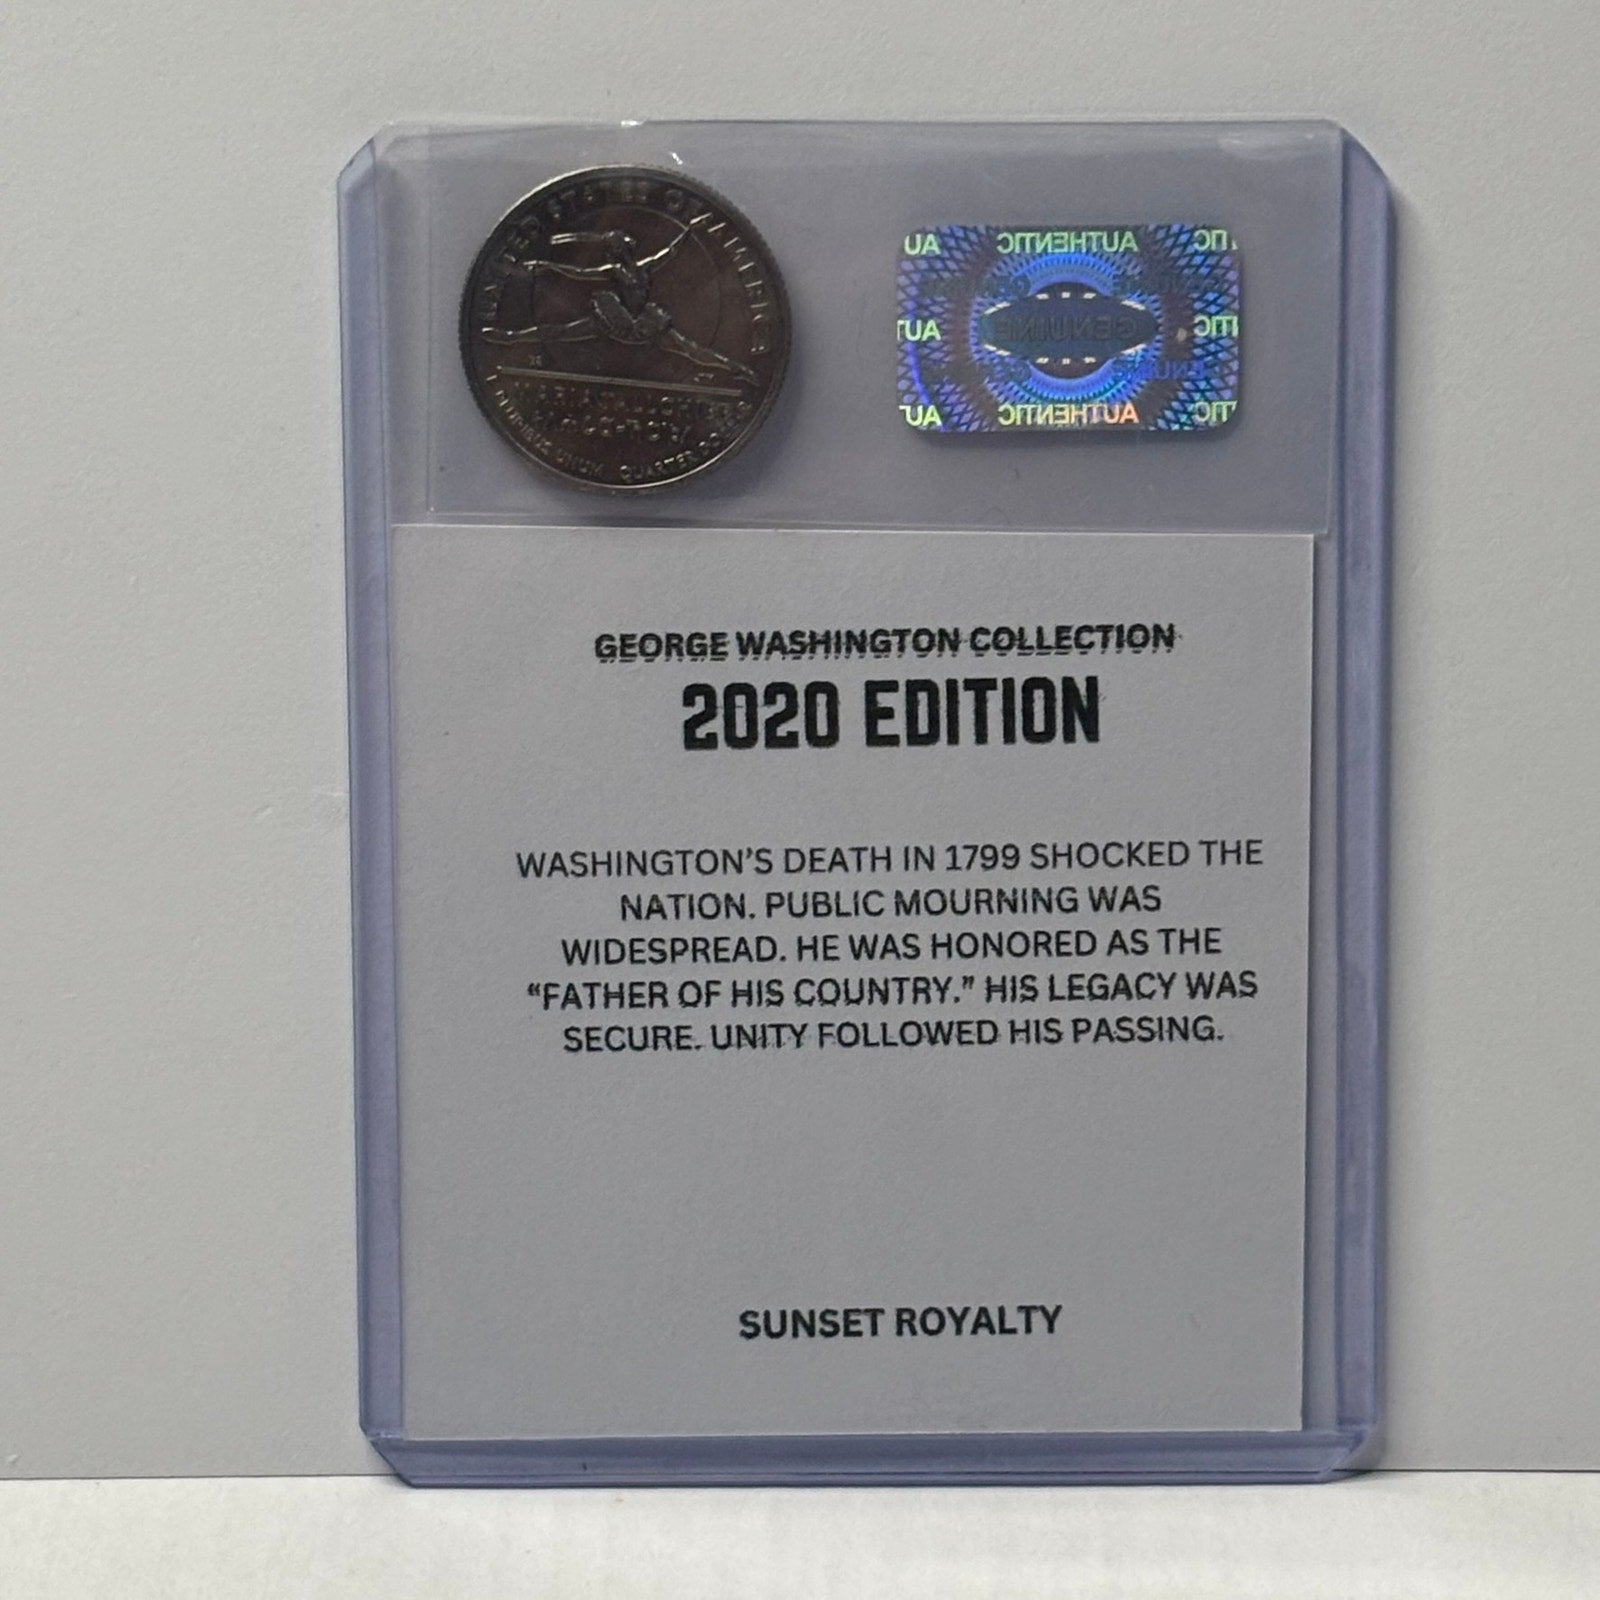 UNITED STATES OF AMERICA
MARIA TALLCHIEF
E PLURIBUS UNUM QUARTER DOLLAR
AUTHENTIC
GENUINE
AUTHENTIC
GEORGE WASHINGTON COLLECTION
2020 EDITION
WASHINGTON’S DEATH IN 1799 SHOCKED THE
NATION. PUBLIC MOURNING WAS
WIDESPREAD. HE WAS HONORED AS THE
“FATHER OF HIS COUNTRY.” HIS LEGACY WAS
SECURE. UNITY FOLLOWED HIS PASSING.
SUNSET ROYALTY